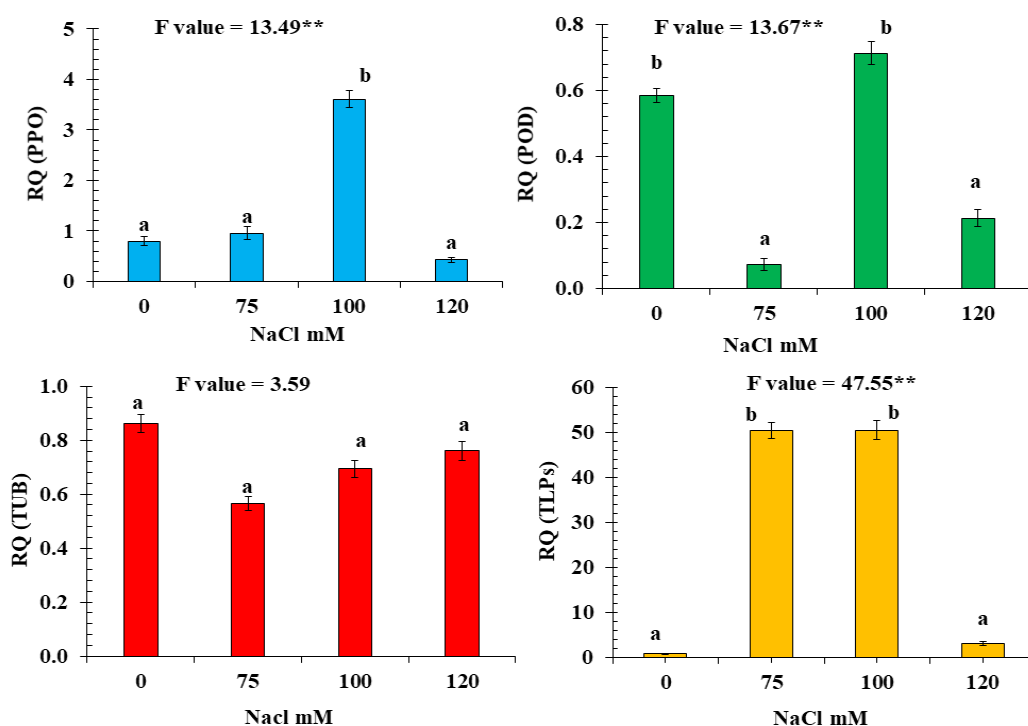 F value = 13.49**
RQ (PPO)
5
4
3
2
1
0
a
a
b
a
0 75 100 120
NaCl mM
F value = 13.67**
RQ (POD)
0.8
0.6
0.4
0.2
0.0
b
a
b
a
0 75 100 120
NaCl mM
F value = 3.59
RQ (TUB)
1.0
0.8
0.6
0.4
0.2
0.0
a
a
a
a
0 75 100 120
Nacl mM
F value = 47.55**
RQ (TLPs)
60
50
40
30
20
10
0
a
b
b
a
0 75 100 120
NaCl mM